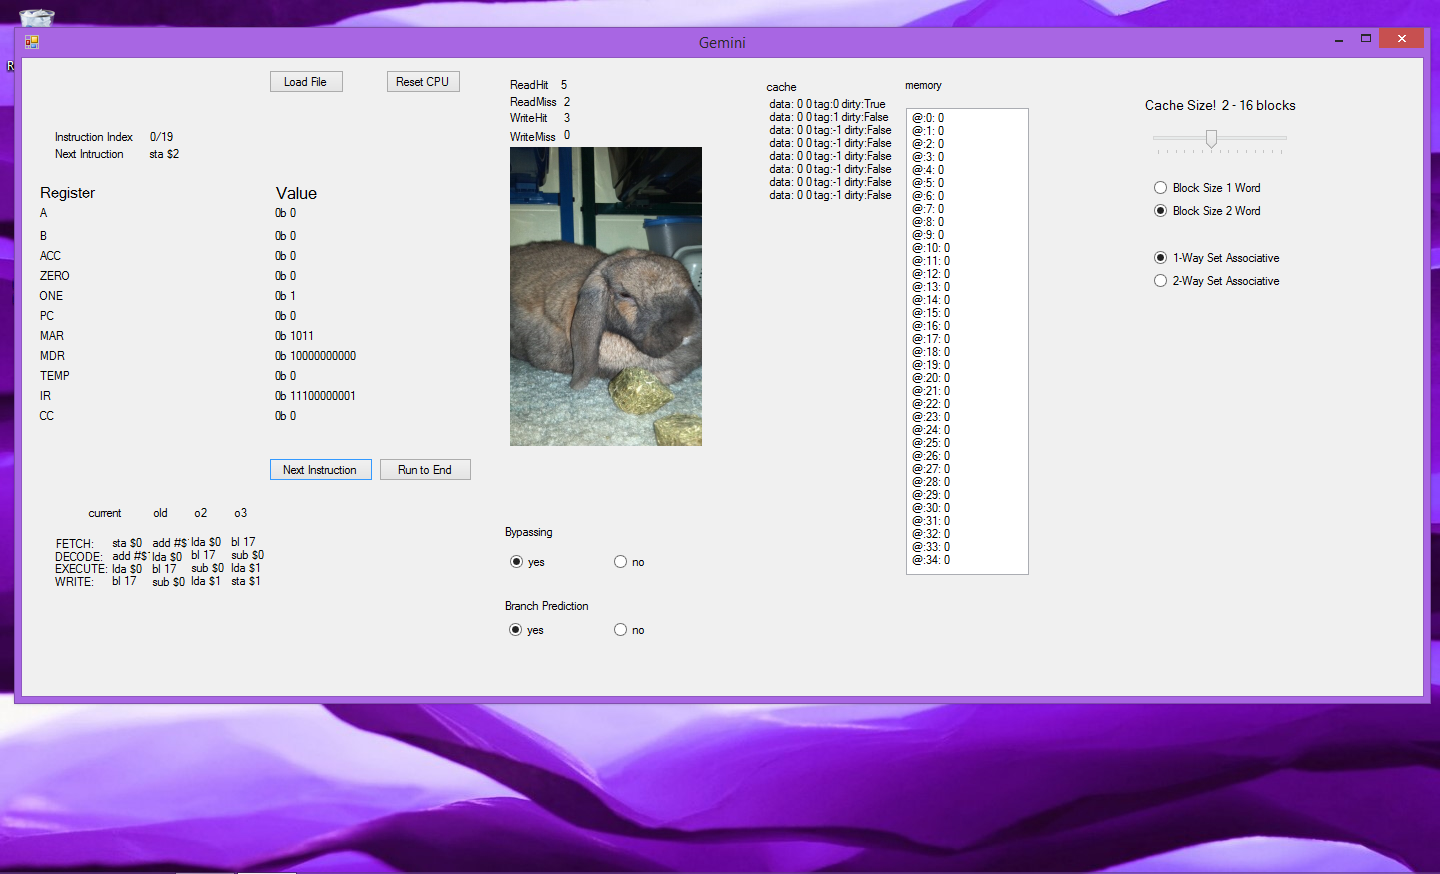 Gemini
R
Load File
Reset CPU
Instruction Index 0/19
Next Intruction sta $2
Register Value
A 0b 0
B 0b 0
ACC 0b 0
ZERO 0b 0
ONE 0b 1
PC 0b 0
MAR 0b 1011
MDR 0b 10000000000
TEMP 0b 0
IR 0b 11100000001
CC 0b 0
Next Instruction
Run to End
current old o2 o3
FETCH: sta $0 add #$ lda $0 bl 17
DECODE: add #$ lda $0 bl 17 sub $0
EXECUTE: lda $0 bl 17 sub $0 lda $1
WRITE: bl 17 sub $0 lda $1 sta $1
ReadHit 5
ReadMiss 2
WriteHit 3
WriteMiss 0
Bypassing
yes no
Branch Prediction
yes no
cache
data: 0 0 tag:0 dirty:True
data: 0 0 tag:1 dirty:False
data: 0 0 tag:-1 dirty:False
data: 0 0 tag:-1 dirty:False
data: 0 0 tag:-1 dirty:False
data: 0 0 tag:-1 dirty:False
data: 0 0 tag:-1 dirty:False
data: 0 0 tag:-1 dirty:False
memory
@:0: 0
@:1: 0
@:2: 0
@:3: 0
@:4: 0
@:5: 0
@:6: 0
@:7: 0
@:8: 0
@:9: 0
@:10: 0
@:11: 0
@:12: 0
@:13: 0
@:14: 0
@:15: 0
@:16: 0
@:17: 0
@:18: 0
@:19: 0
@:20: 0
@:21: 0
@:22: 0
@:23: 0
@:24: 0
@:25: 0
@:26: 0
@:27: 0
@:28: 0
@:29: 0
@:30: 0
@:31: 0
@:32: 0
@:33: 0
@:34: 0
Cache Size! 2 - 16 blocks
Block Size 1 Word
Block Size 2 Word
1-Way Set Associative
2-Way Set Associative